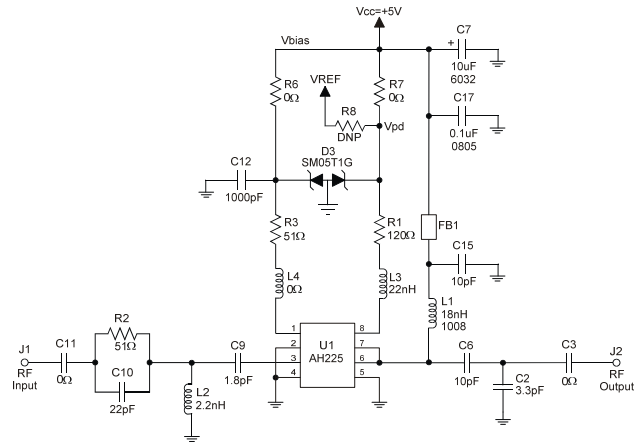 Vcc=+5V
Vbias
C7
+
10uF
6032
R6
0Ω
VREF
R7
0Ω
R8
DNP
Vpd
C17
0.1uF
0805
D3
SM05T1G
C12
1000pF
R3
51Ω
R1
120Ω
FB1
C15
10pF
L4
0Ω
L3
22nH
L1
18nH
1008
1
2
3
4
U1
AH225
8
7
6
5
J1
RF
Input
C11
0Ω
R2
51Ω
C10
22pF
L2
2.2nH
C9
1.8pF
C6
10pF
C2
3.3pF
C3
0Ω
J2
RF
Output